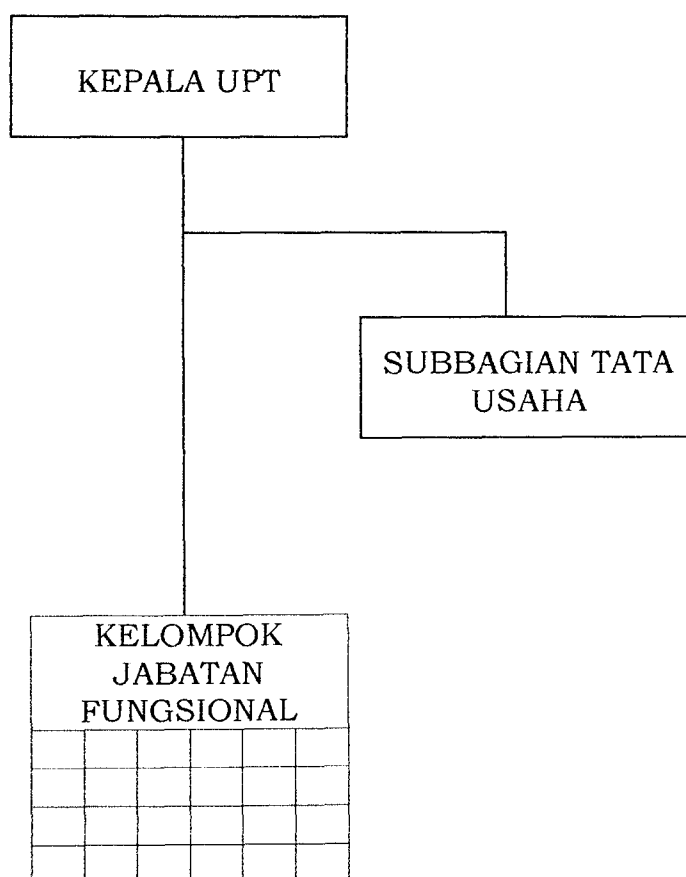 KEPALA UPT
SUBBAGIAN TATA
USAHA
KELOMPOK
JABATAN
FUNGSIONAL